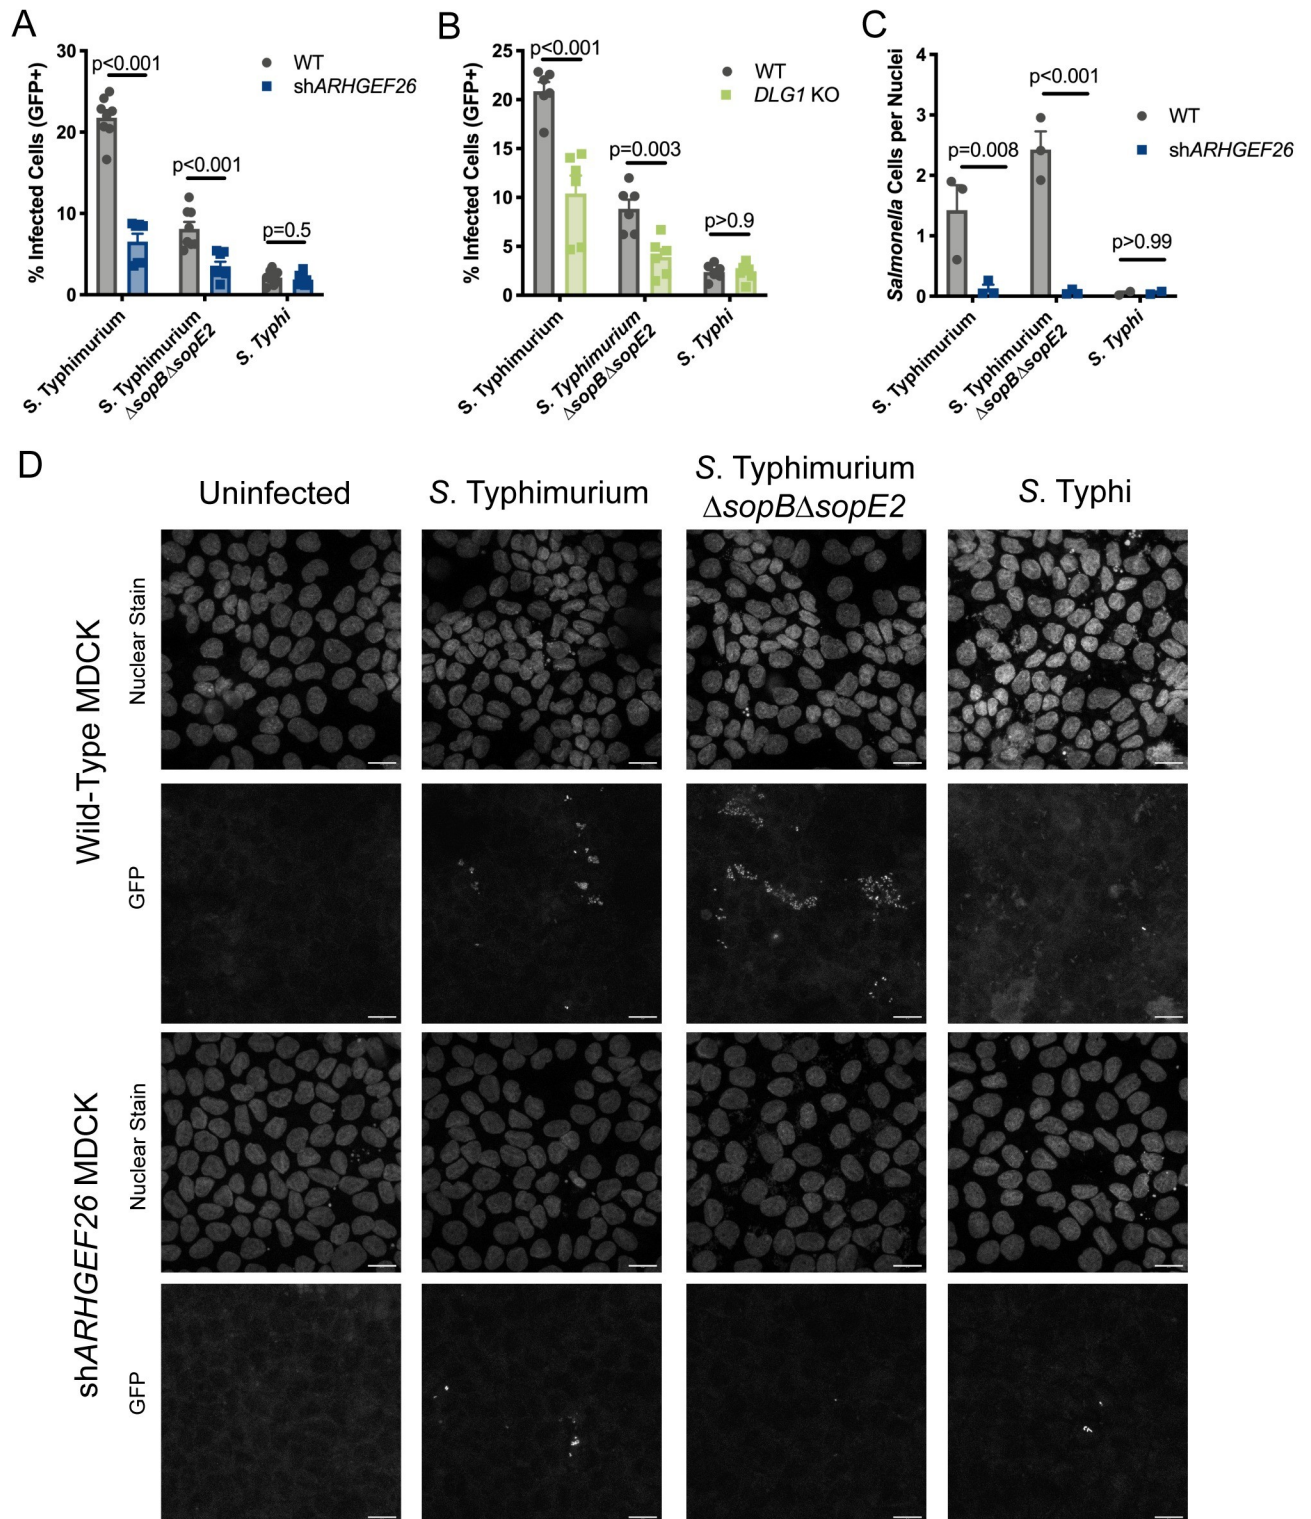 A
% Infected Cells (GFP+)
30
20
10
0
p<0.001
p<0.001
p=0.5
WT
shARHGEF26
S. Typhimurium
S. Typhimurium
ΔsopBΔsopE2
S. Typhi
B
% Infected Cells (GFP+)
25
20
15
10
5
0
p<0.001
p=0.003
p>0.9
WT
DLG1 KO
S. Typhimurium
S. Typhimurium
ΔsopBΔsopE2
S. Typhi
C
Salmonella Cells per Nuclei
4
3
2
1
0
p=0.008
p<0.001
p>0.99
WT
shARHGEF26
S. Typhimurium
S. Typhimurium
ΔsopBΔsopE2
S. Typhi
D
Uninfected
S. Typhimurium
S. Typhimurium
ΔsopBΔsopE2
S. Typhi
Wild-Type MDCK
Nuclear Stain
GFP
shARHGEF26 MDCK
Nuclear Stain
GFP